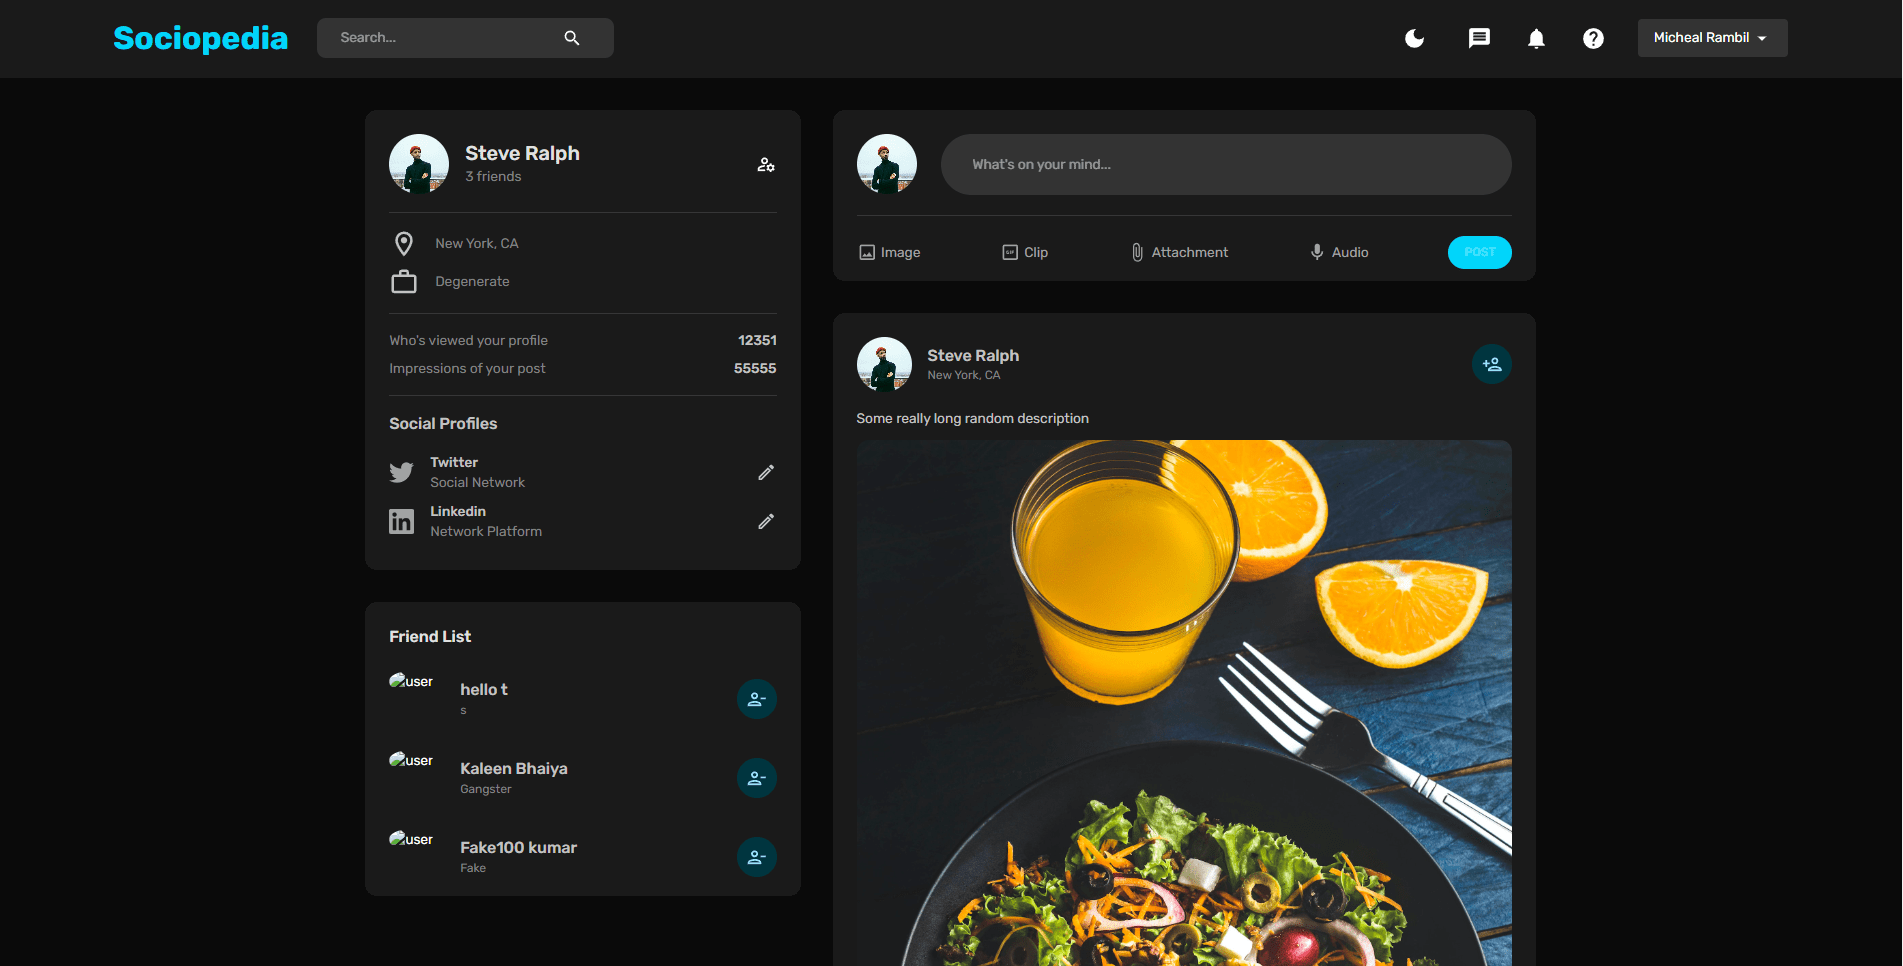 Sociopedia
Search...
Micheal Rambil
Steve Ralph
3 friends
New York, CA
Degenerate
Who's viewed your profile 12351
Impressions of your post 55555
Social Profiles
Twitter
Social Network
Linkedin
Network Platform
Friend List
user
hello t
s
user
Kaleen Bhaiya
Gangster
user
Fake100 kumar
Fake
What's on your mind...
Image
GIF
Clip
Attachment
Audio
POST
Steve Ralph
New York, CA
Some really long random description